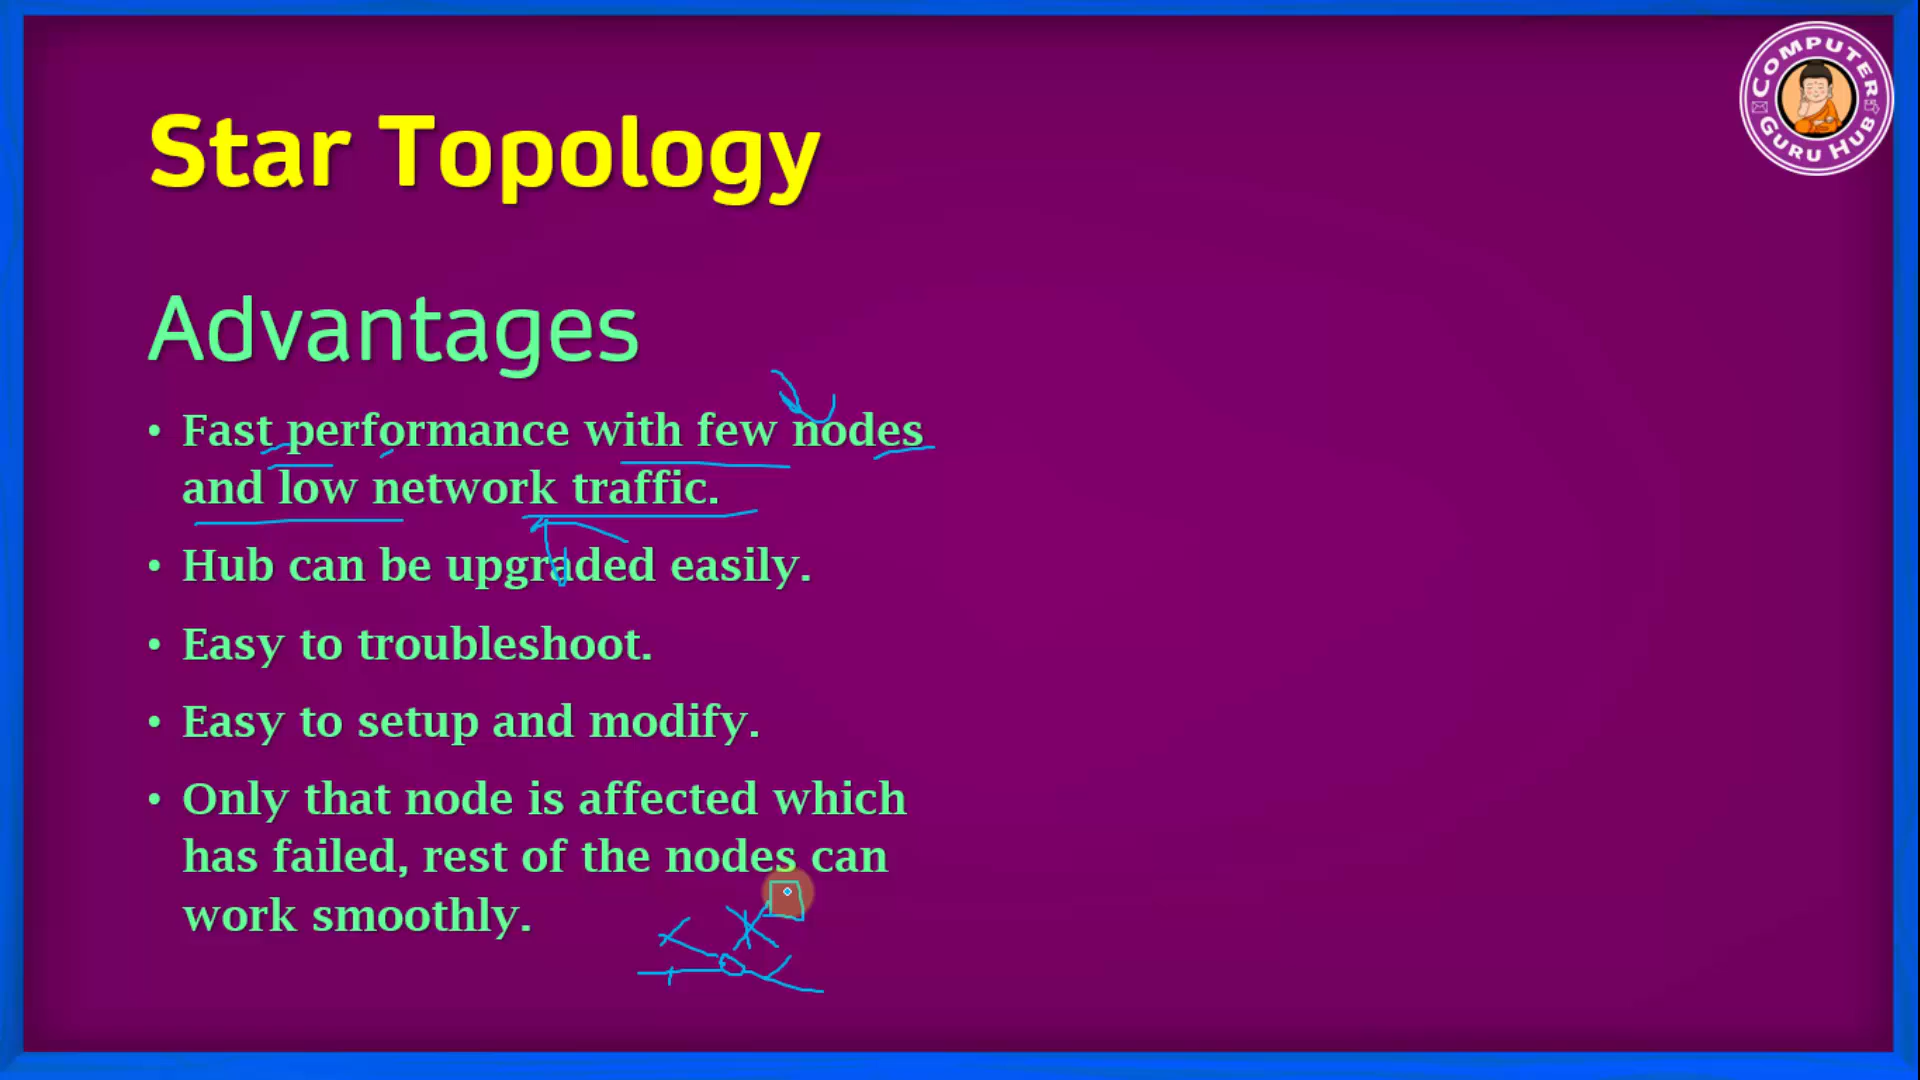 COMPUTER
GURU HUB
Star Topology
Advantages
• Fast performance with few nodes
and low network traffic.
• Hub can be upgraded easily.
• Easy to troubleshoot.
• Easy to setup and modify.
• Only that node is affected which
has failed, rest of the nodes can
work smoothly.